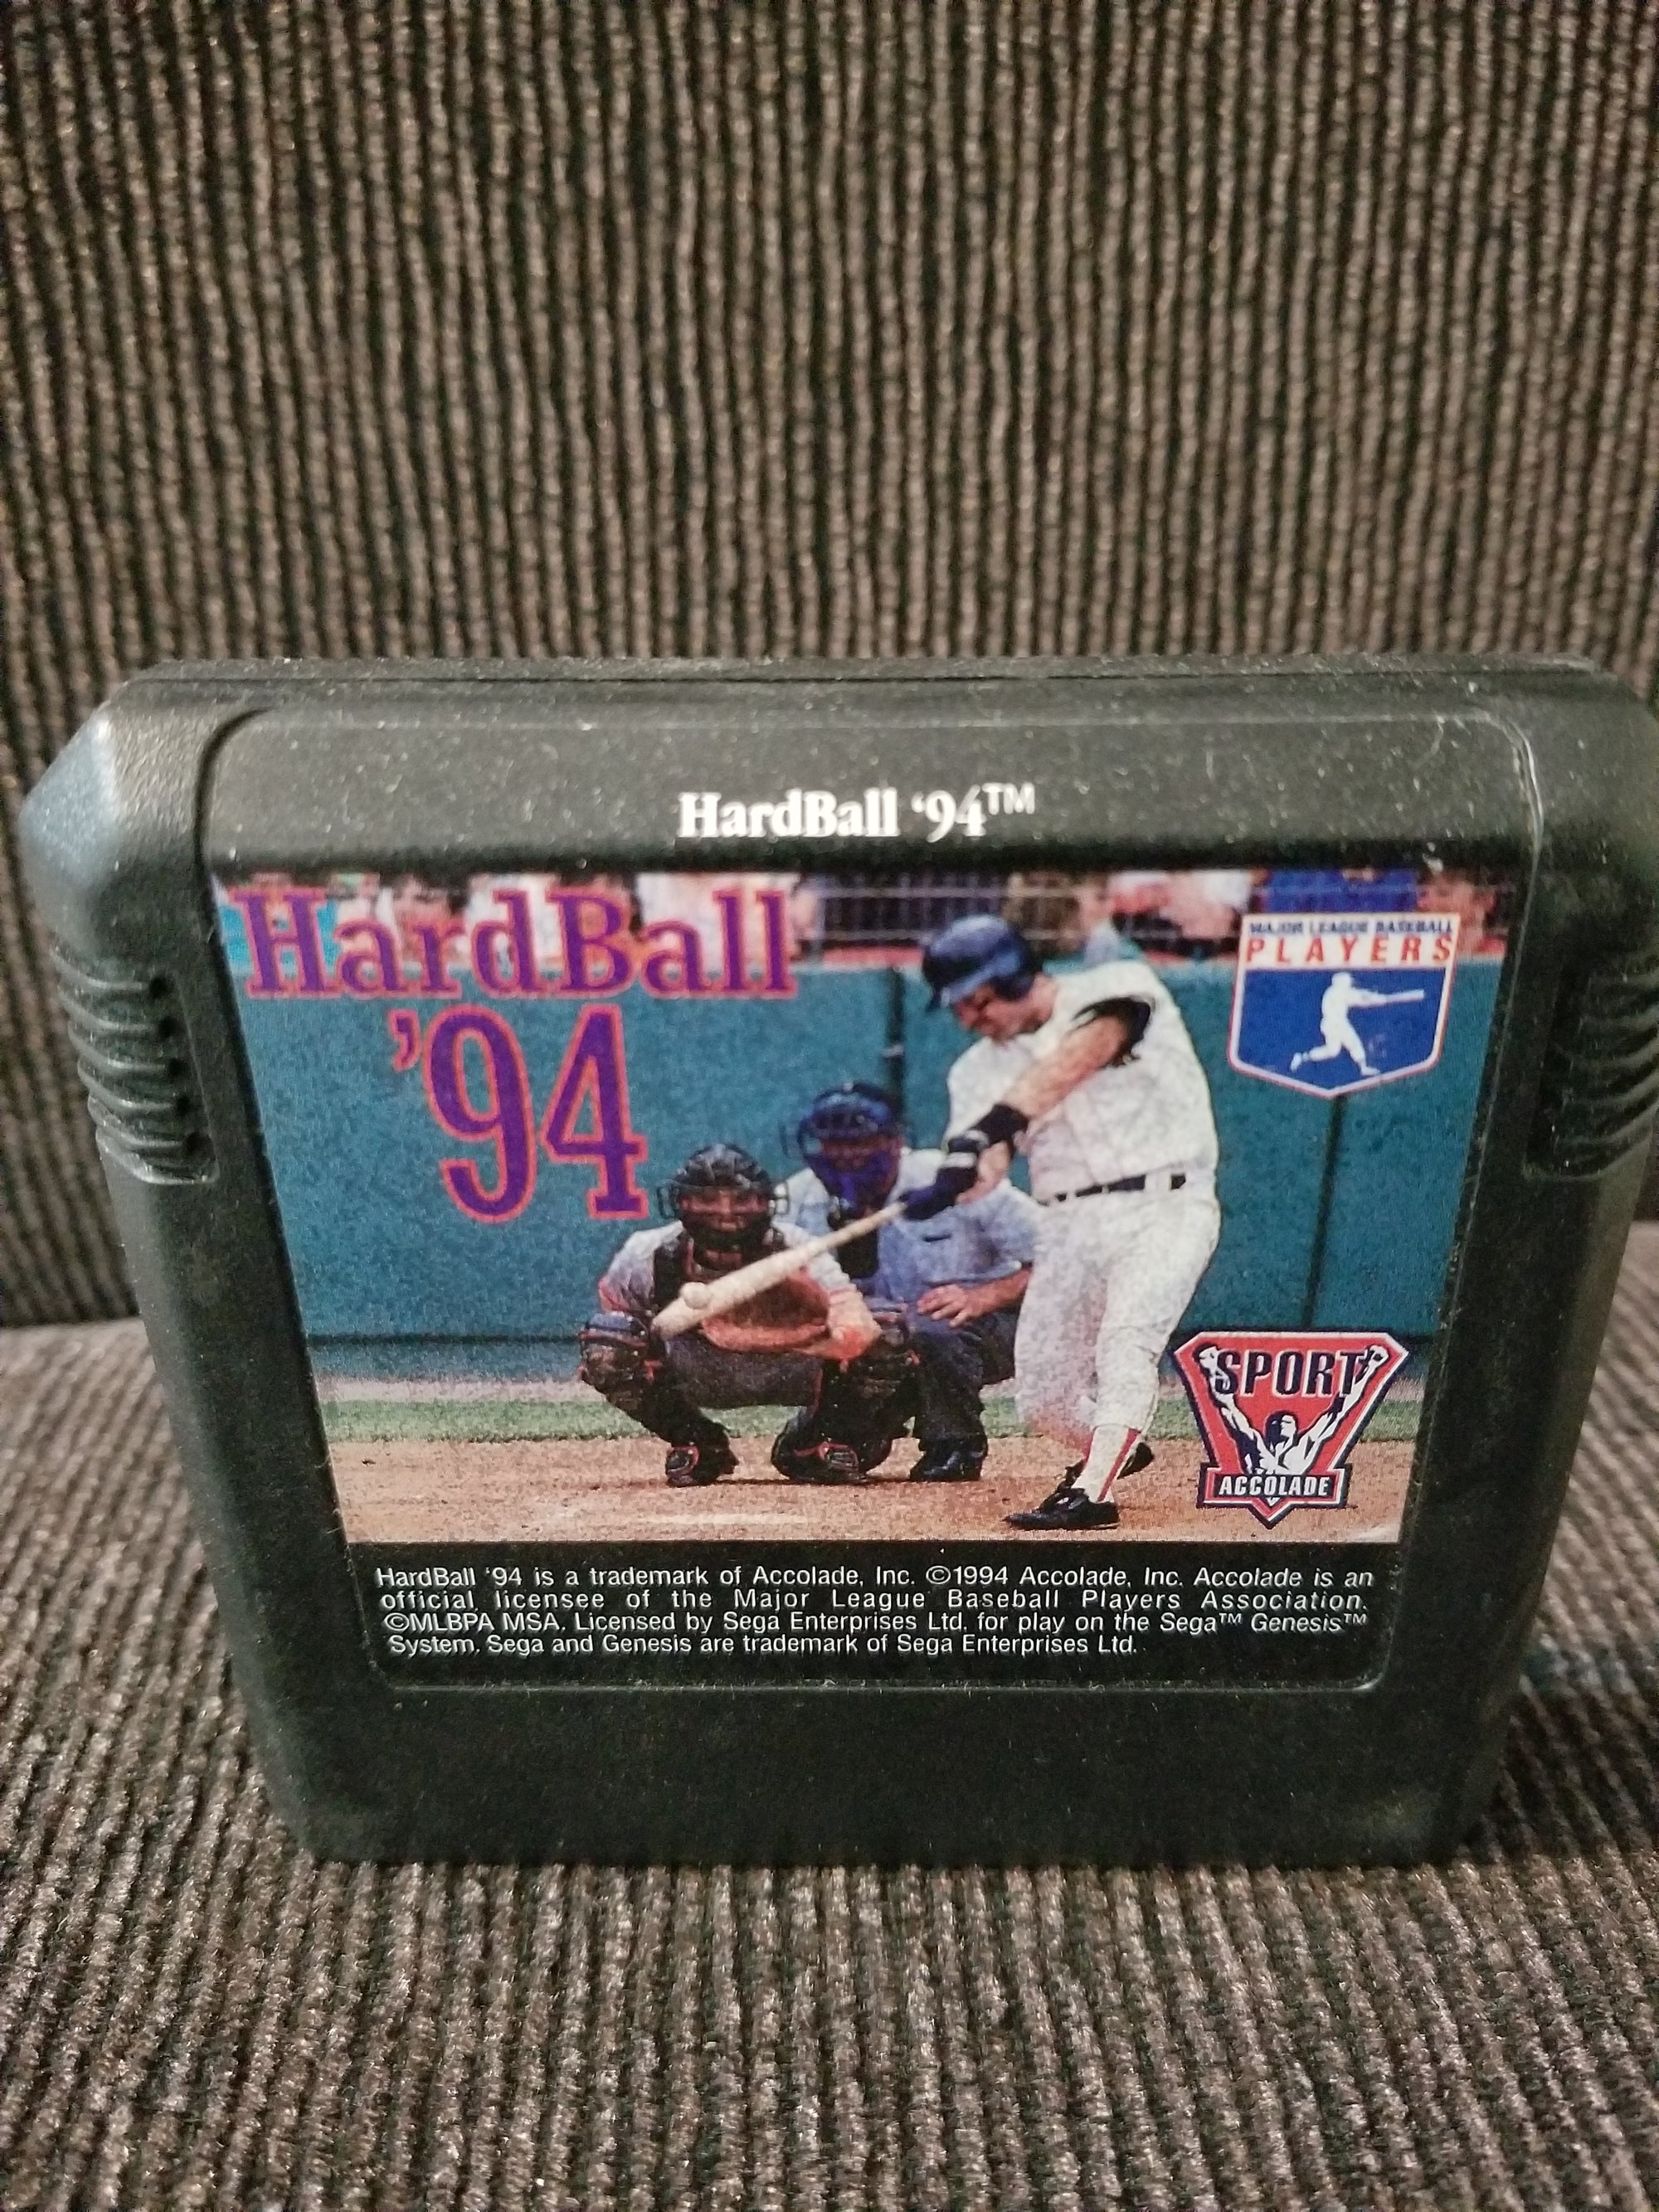 HardBall ‘94™
HardBall
’94
MAJOR LEAGUE BASEBALL
PLAYERS
SPORT
ACCOLADE
HardBall ‘94 is a trademark of Accolade, Inc. ©1994 Accolade, Inc. Accolade is an
official licensee of the Major League Baseball Players Association.
©MLBPA MSA. Licensed by Sega Enterprises Ltd. for play on the Sega™ Genesis™
System. Sega and Genesis are trademark of Sega Enterprises Ltd.